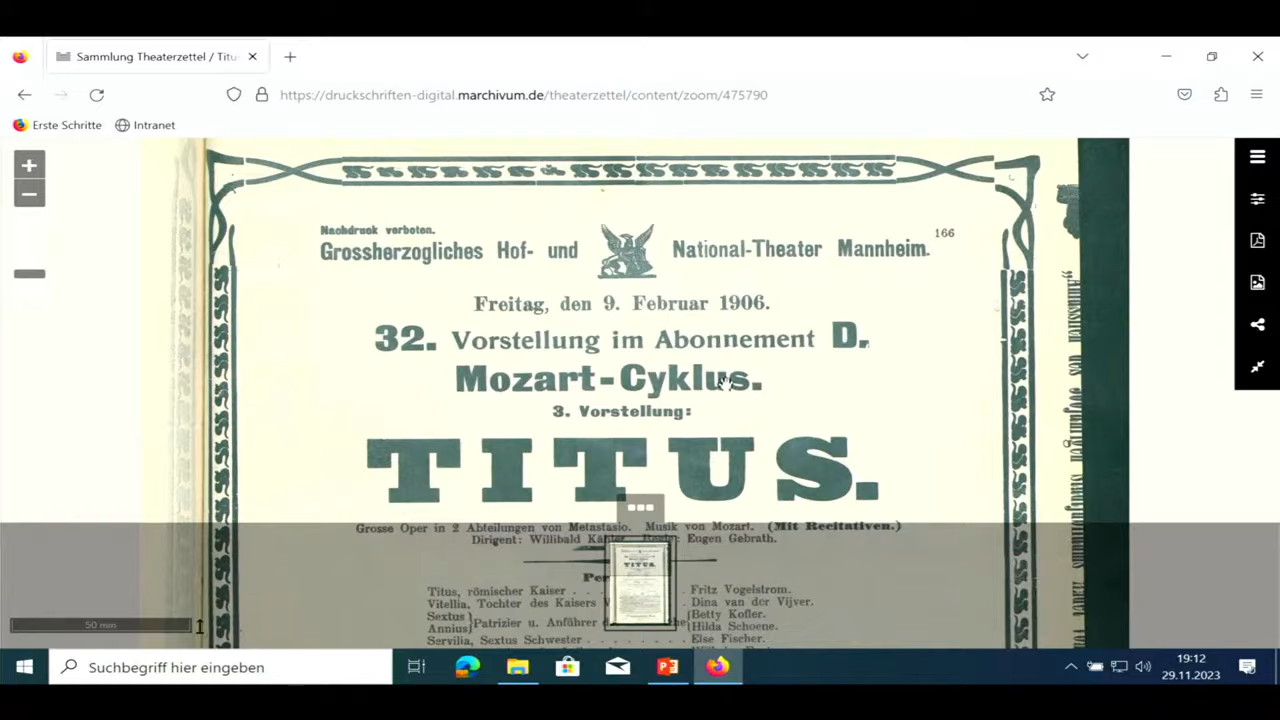 Sammlung Theaterzettel / Titu
https://druckschriften-digital.marchivum.de/theaterzettel/content/zoom/475790
Erste Schritte
Intranet
Nachdruck verboten.
166
Grossherzogliches Hof- und National-Theater Mannheim.
Freitag, den 9. Februar 1906.
32. Vorstellung im Abonnement D.
Mozart-Cyklus.
3. Vorstellung:
TITUS.
Grosse Oper in 2 Abteilungen von Metastasio. Musik von Mozart. (Mit Recitativen.)
Dirigent: Willibald Eugen Gebrath.
Titus, römischer Kaiser Fritz Vogelstrom.
Vitellia, Tochter des Kaisers Dina van der Vijver.
Sextus Betty Kofler.
Patrizier u. Anführer
Annius Hilda Schoene.
Servilia, Sextus Schwester Else Fischer.
50 mm
Suchbegriff hier eingeben
19:12
29.11.2023